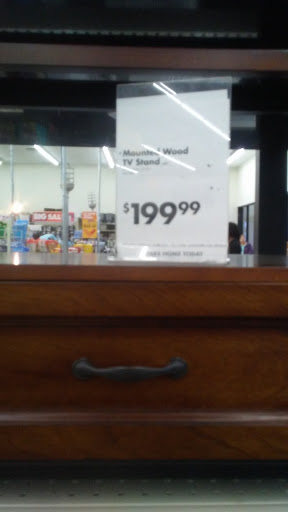 Mounted Wood
TV Stand
$199.99
TAKE HOME TODAY
BIG SALE